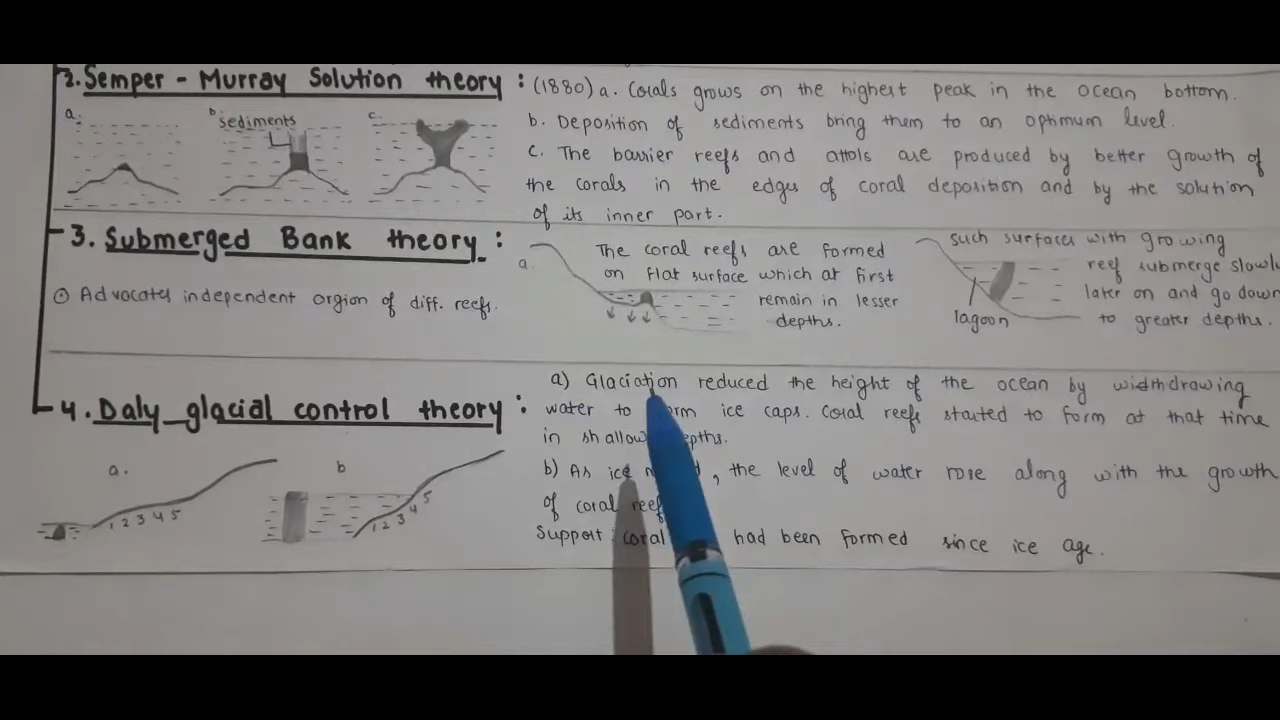 2. Semper - Murray Solution theory : (1880) a. Corals grows on the highest peak in the ocean bottom.
a.
b. sediments
c.
b. Deposition of sediments bring them to an optimum level.
c. The barrier reefs and attols are produced by better growth of
the corals in the edges of coral deposition and by the solution
of its inner part.
3. Submerged Bank theory :
⊙ Advocates independent orgion of diff. reefs.
a.
The coral reefs are formed
on flat surface which at first
remain in lesser
depths.
such surfaces with growing
reef submerge slowly
later on and go down
to greater depths.
lagoon
4. Daly glacial control theory :
a.
1 2 3 4 5
b
1 2 3 4 5
a) Glaciation reduced the height of the ocean by widthdrawing
water to ice caps. Coral reefs started to form at that time
in shallow
b) As ice , the level of water rose along with the growth
of coral
Support : coral had been formed since ice age.